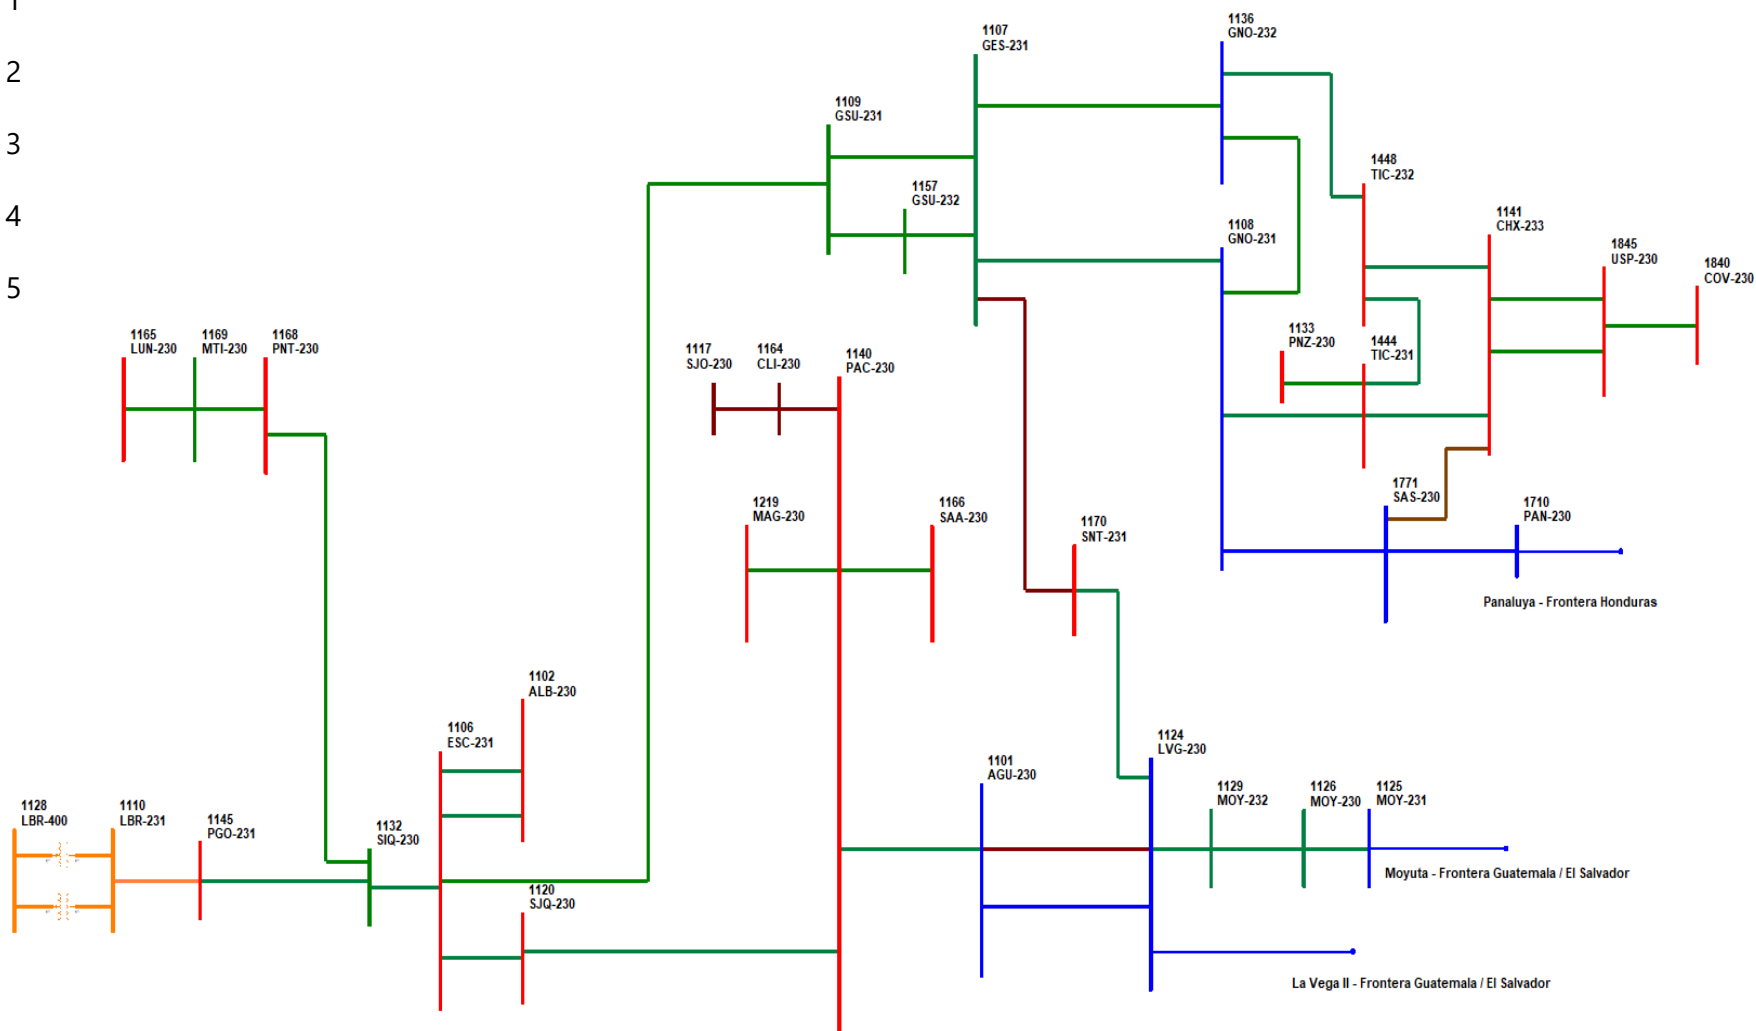 1
2
3
4
5
1136
GNO-232
1107
GES-231
1109
GSU-231
1157
GSU-232
1448
TIC-232
1141
CHX-233
1845
USP-230
1840
COV-230
1108
GNO-231
1133
PNZ-230
1444
TIC-231
1165
LUN-230
1169
MTI-230
1168
PNT-230
1117
SJO-230
1164
CLI-230
1140
PAC-230
1219
MAG-230
1166
SAA-230
1170
SNT-231
1771
SAS-230
1710
PAN-230
Panaluya - Frontera Honduras
1102
ALB-230
1106
ESC-231
1101
AGU-230
1124
LVG-230
1129
MOY-232
1126
MOY-230
1125
MOY-231
1128
LBR-400
1110
LBR-231
1145
PGO-231
1132
SIQ-230
1120
SJQ-230
Moyuta - Frontera Guatemala / El Salvador
La Vega II - Frontera Guatemala / El Salvador